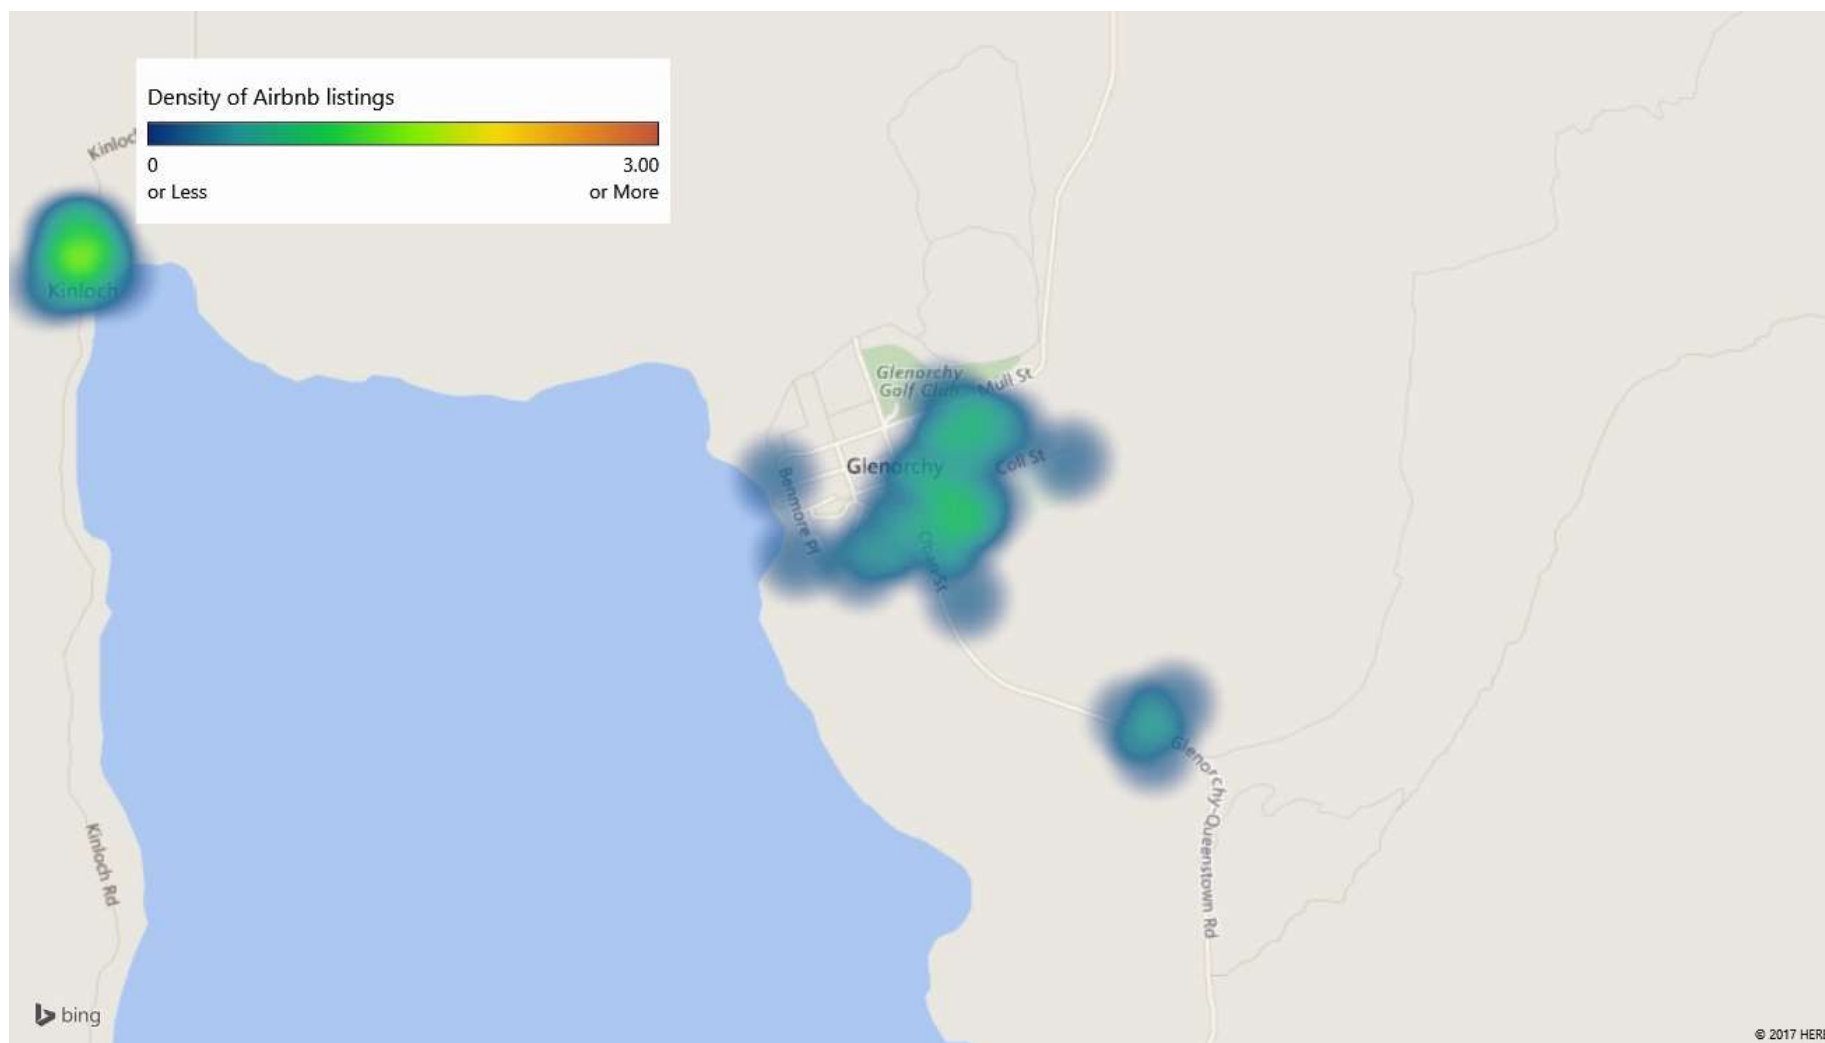 Density of Airbnb listings
0
3.00
or Less
or More
Kinloch
Glenorchy
Golf Club
Mull St
Glenorchy
Coll St
Benmore Pl
Glenorchy-Queenstown Rd
Kinloch Rd
bing
© 2017 HERE